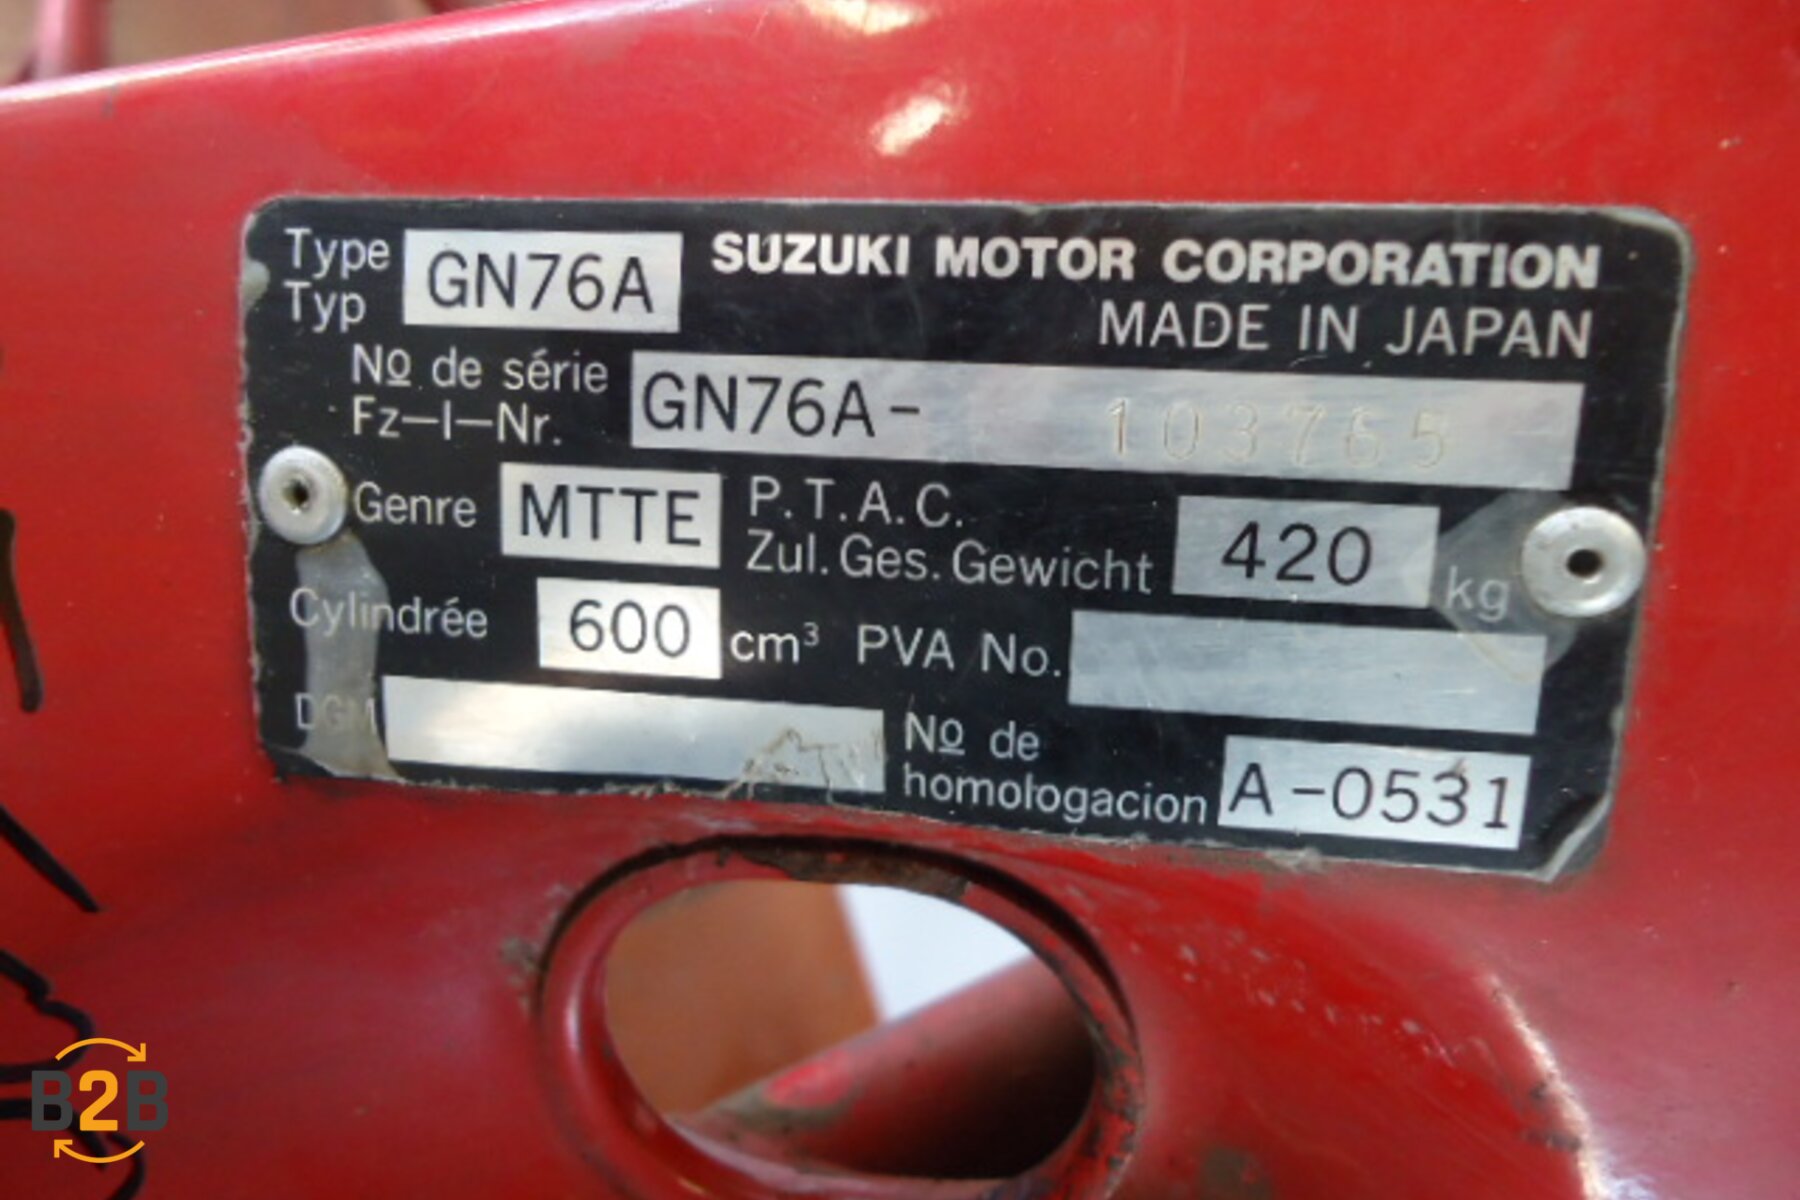 Type
Typ
GN76A
SUZUKI MOTOR CORPORATION
MADE IN JAPAN
Nº de série
Fz-I-Nr.
GN76A- 103765
Genre MTTE
P.T.A.C.
Zul. Ges. Gewicht 420 kg
Cylindrée 600 cm³
PVA No.
DGM
Nº de
homologacion A-0531
B2B